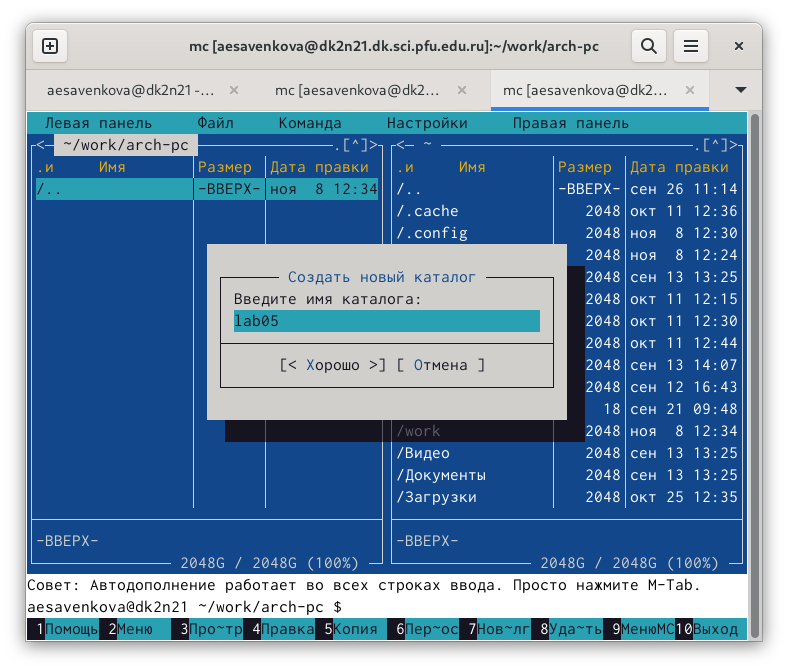 mc [aesavenkova@dk2n21.dk.sci.pfu.edu.ru]:~/work/arch-pc
aesavenkova@dk2n21 -... mc [aesavenkova@dk2... mc [aesavenkova@dk2...
Левая панель Файл Команда Настройки Правая панель
<- ~/work/arch-pc .[^]> <- ~ .[^]>
.и Имя Размер Дата правки .и Имя Размер Дата правки
/.. -ВВЕРХ- ноя 8 12:34 /.. -ВВЕРХ- сен 26 11:14
/.cache 2048 окт 11 12:36
/.config 2048 ноя 8 12:30
2048 ноя 8 12:24
Создать новый каталог 2048 сен 13 13:25
Введите имя каталога: 2048 окт 11 12:15
lab05 2048 окт 11 12:30
2048 окт 11 12:44
[< Хорошо >] [ Отмена ] 2048 сен 13 14:07
2048 сен 12 16:43
18 сен 21 09:48
/work 2048 ноя 8 12:34
/Видео 2048 сен 13 13:25
/Документы 2048 сен 13 13:25
/Загрузки 2048 окт 25 12:35
-ВВЕРХ- -ВВЕРХ-
2048G / 2048G (100%) 2048G / 2048G (100%)
Совет: Автодополнение работает во всех строках ввода. Просто нажмите M-Tab.
aesavenkova@dk2n21 ~/work/arch-pc $
1Помощь 2Меню 3Про~тр 4Правка 5Копия 6Пер~ос 7Нов~лг 8Уда~ть 9МенюМС 10Выход